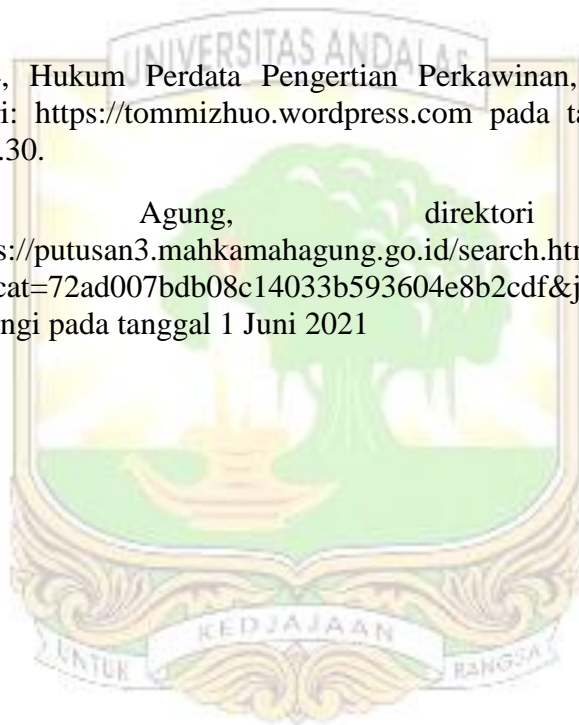 UNIVERSITAS ANDALAS
, Hukum Perdata Pengertian Perkawinan,
ri: https://tommizhuo.wordpress.com pada ta
.30.
Agung, direktori
s://putusan3.mahkamahagung.go.id/search.htm
cat=72ad007bdb08c14033b593604e8b2cdf&j
ngi pada tanggal 1 Juni 2021
KEDJAJAAN
UNTUK BANGSA